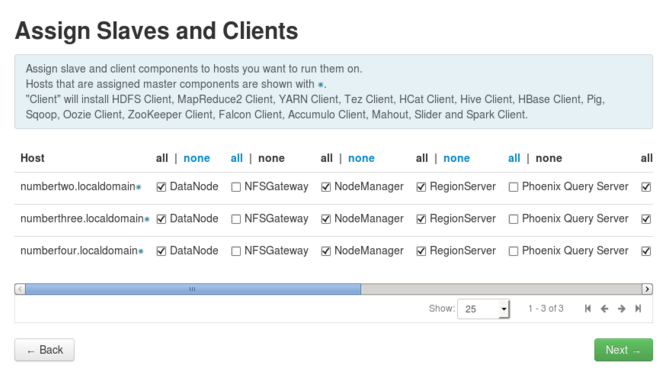 Assign Slaves and Clients
Assign slave and client components to hosts you want to run them on.
Hosts that are assigned master components are shown with ✵.
"Client" will install HDFS Client, MapReduce2 Client, YARN Client, Tez Client, HCat Client, Hive Client, HBase Client, Pig,
Sqoop, Oozie Client, ZooKeeper Client, Falcon Client, Accumulo Client, Mahout, Slider and Spark Client.
Host all | none all | none all | none all | none all | none all
numbertwo.localdomain✵ DataNode NFSGateway NodeManager RegionServer Phoenix Query Server
numberthree.localdomain✵ DataNode NFSGateway NodeManager RegionServer Phoenix Query Server
numberfour.localdomain✵ DataNode NFSGateway NodeManager RegionServer Phoenix Query Server
Show: 25 1 - 3 of 3
← Back Next →